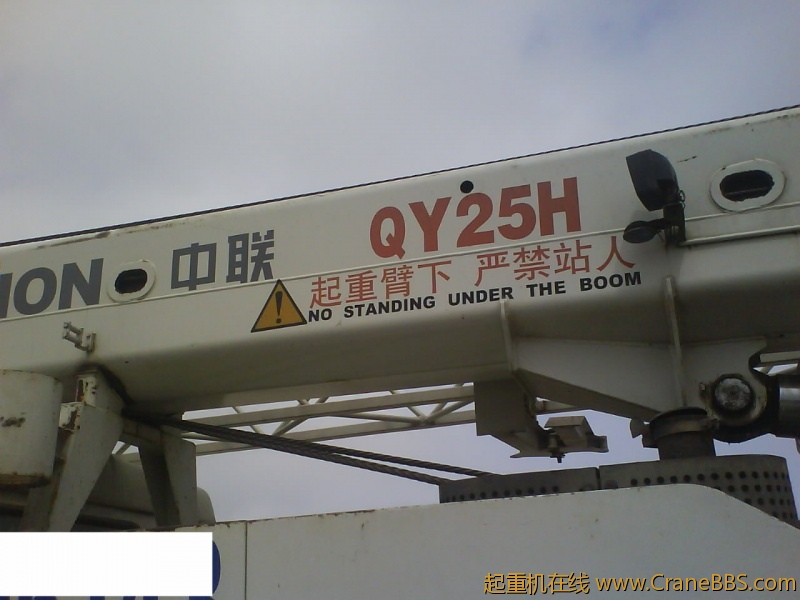 ION 中联 QY25H
起重臂下 严禁站人
NO STANDING UNDER THE BOOM
起重机在线 www.CraneBBS.com